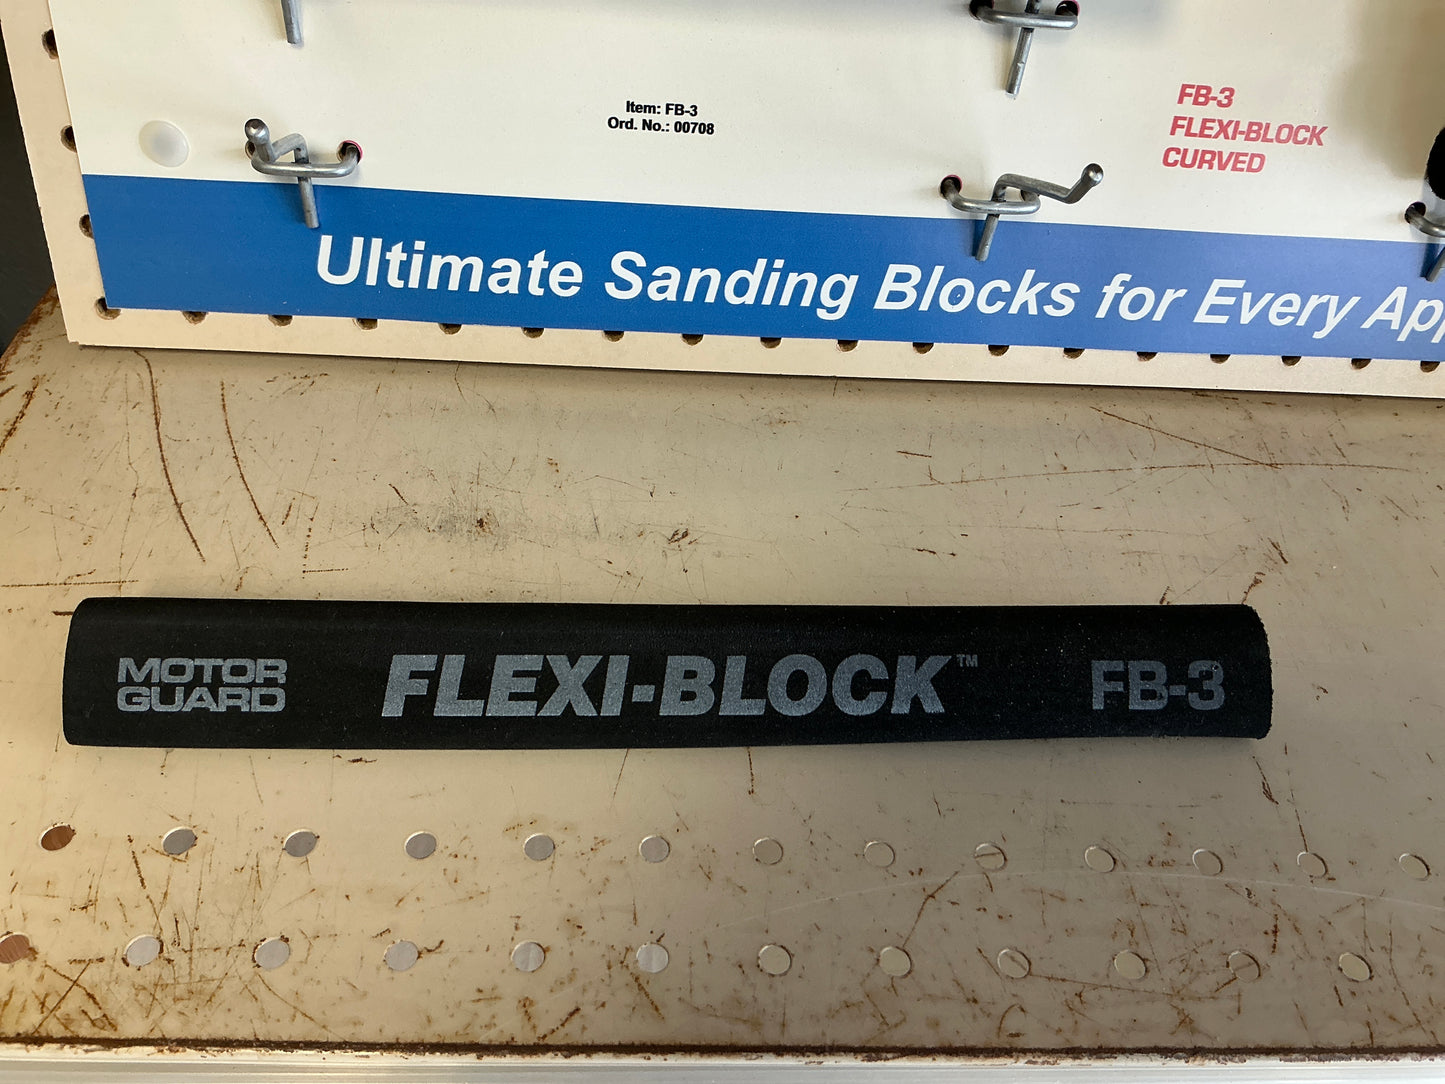 Item: FB-3
Ord. No.: 00708
FB-3
FLEXI-BLOCK
CURVED
Ultimate Sanding Blocks for Every App
MOTOR
GUARD
FLEXI-BLOCK™
FB-3